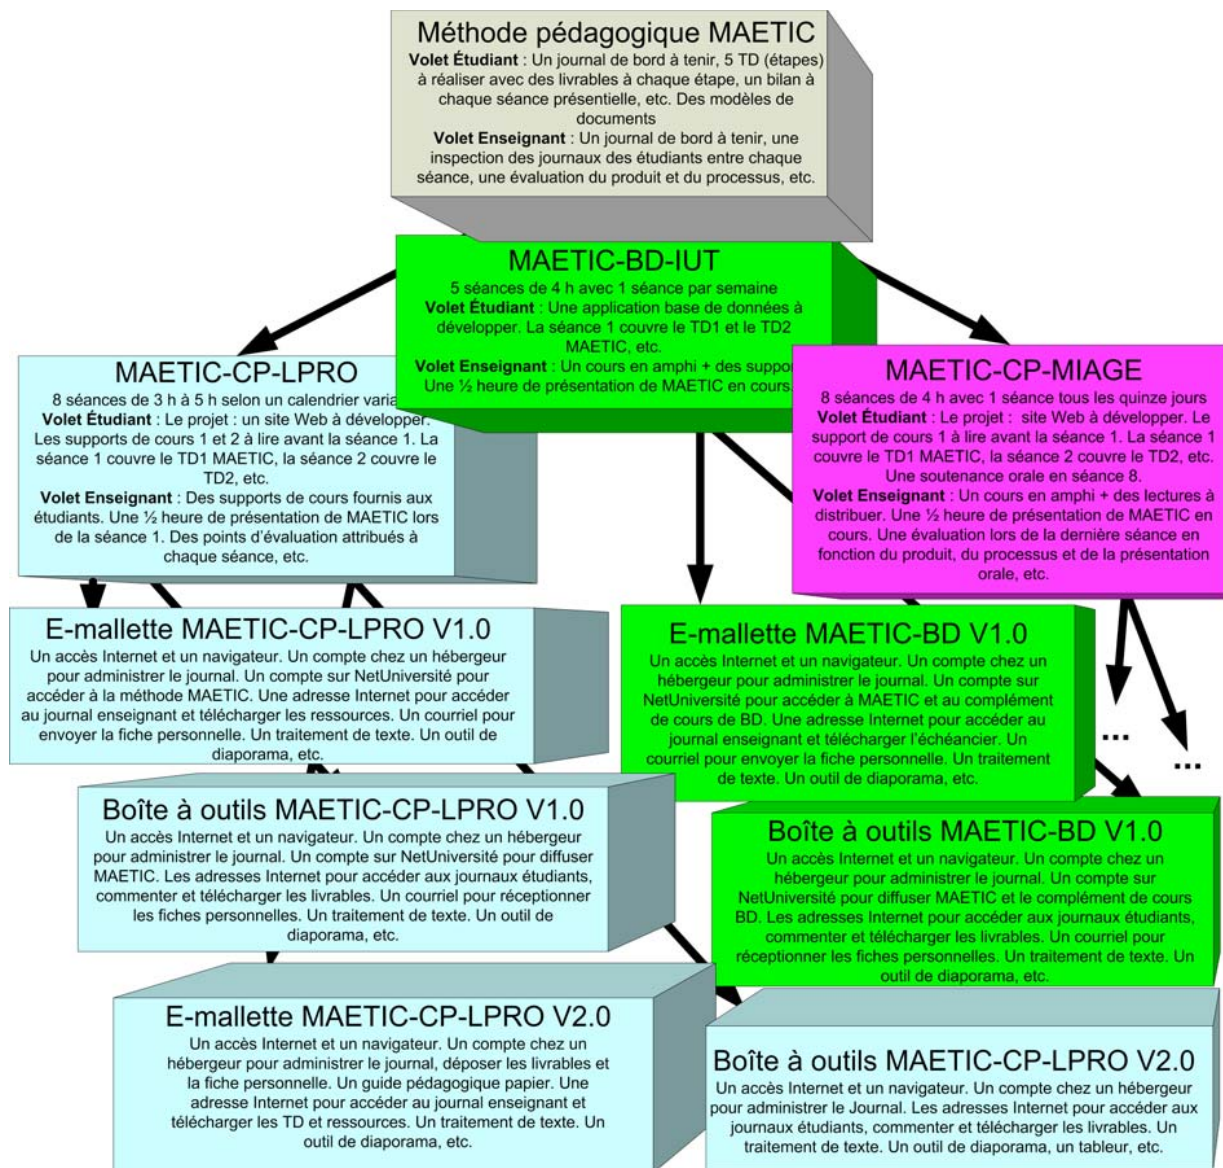 Méthode pédagogique MAETIC
Volet Étudiant : Un journal de bord à tenir, 5 TD (étapes)
à réaliser avec des livrables à chaque étape, un bilan à
chaque séance présentielle, etc. Des modèles de
documents
Volet Enseignant : Un journal de bord à tenir, une
inspection des journaux des étudiants entre chaque
séance, une évaluation du produit et du processus, etc.
MAETIC-BD-IUT
5 séances de 4 h avec 1 séance par semaine
Volet Étudiant : Une application base de données à
développer. La séance 1 couvre le TD1 et le TD2
MAETIC, etc.
Volet Enseignant : Un cours en amphi + des
Une ½ heure de présentation de MAETIC en cours.
MAETIC-CP-LPRO
8 séances de 3 h à 5 h selon un calendrier
Volet Étudiant : Le projet : un site Web à développer.
Les supports de cours 1 et 2 à lire avant la séance 1. La
séance 1 couvre le TD1 MAETIC, la séance 2 couvre le
TD2, etc.
Volet Enseignant : Des supports de cours fournis aux
étudiants. Une ½ heure de présentation de MAETIC lors
de la séance 1. Des points d'évaluation attribués à
chaque séance, etc.
MAETIC-CP-MIAGE
8 séances de 4 h avec 1 séance tous les quinze jours
Volet Étudiant : Le projet : site Web à développer. Le
support de cours 1 à lire avant la séance 1. La séance 1
couvre le TD1 MAETIC, la séance 2 couvre le TD2, etc.
Une soutenance orale en séance 8.
Volet Enseignant : Un cours en amphi + des lectures à
distribuer. Une ½ heure de présentation de MAETIC en
cours. Une évaluation lors de la dernière séance en
fonction du produit, du processus et de la présentation
orale, etc.
E-mallette MAETIC-CP-LPRO V1.0
Un accès Internet et un navigateur. Un compte chez un hébergeur
pour administrer le journal. Un compte sur NetUniversité pour
accéder à la méthode MAETIC. Une adresse Internet pour accéder
au journal enseignant et télécharger les ressources. Un courriel pour
envoyer la fiche personnelle. Un traitement de texte. Un outil de
diaporama, etc.
E-mallette MAETIC-BD V1.0
Un accès Internet et un navigateur. Un compte chez un
hébergeur pour administrer le journal. Un compte sur
NetUniversité pour accéder à MAETIC et au complément
de cours de BD. Une adresse Internet pour accéder au
journal enseignant et télécharger l'échéancier. Un
courriel pour envoyer la fiche personnelle. Un traitement
de texte. Un outil de diaporama, etc.
...
...
Boîte à outils MAETIC-CP-LPRO V1.0
Un accès Internet et un navigateur. Un compte chez un hébergeur
pour administrer le journal. Un compte sur NetUniversité pour diffuser
MAETIC. Les adresses Internet pour accéder aux journaux étudiants,
commenter et télécharger les livrables. Un courriel pour réceptionner
les fiches personnelles. Un traitement de texte. Un outil de
diaporama, etc.
Boîte à outils MAETIC-BD V1.0
Un accès Internet et un navigateur. Un compte chez un
hébergeur pour administrer le journal. Un compte sur
NetUniversité pour diffuser MAETIC et le complément de cours
BD. Les adresses Internet pour accéder aux journaux étudiants,
commenter et télécharger les livrables. Un courriel pour
réceptionner les fiches personnelles. Un traitement de texte. Un
outil de diaporama, etc.
E-mallette MAETIC-CP-LPRO V2.0
Un accès Internet et un navigateur. Un compte chez un
hébergeur pour administrer le journal, déposer les livrables et
la fiche personnelle. Un guide pédagogique papier. Une
adresse Internet pour accéder au journal enseignant et
télécharger les TD et ressources. Un traitement de texte. Un
outil de diaporama, etc.
Boîte à outils MAETIC-CP-LPRO V2.0
Un accès Internet et un navigateur. Un compte chez un hébergeur
pour administrer le Journal. Les adresses Internet pour accéder aux
journaux étudiants, commenter et télécharger les livrables. Un
traitement de texte. Un outil de diaporama, un tableur, etc.